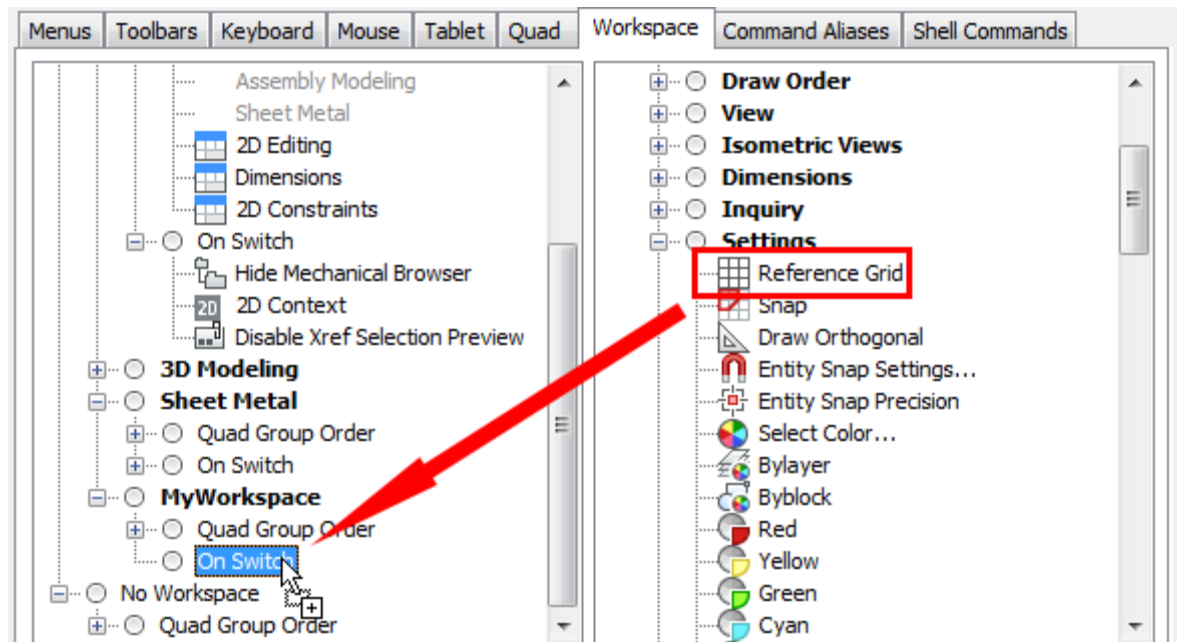 Menus Toolbars Keyboard Mouse Tablet Quad Workspace Command Aliases Shell Commands
Assembly Modeling
Sheet Metal
2D Editing
Dimensions
2D Constraints
On Switch
Hide Mechanical Browser
2D 2D Context
Disable Xref Selection Preview
3D Modeling
Sheet Metal
Quad Group Order
On Switch
MyWorkspace
Quad Group Order
On Switch
No Workspace
Quad Group Order
Draw Order
View
Isometric Views
Dimensions
Inquiry
Settings
Reference Grid
Snap
Draw Orthogonal
Entity Snap Settings...
Entity Snap Precision
Select Color...
Bylayer
Byblock
Red
Yellow
Green
Cyan